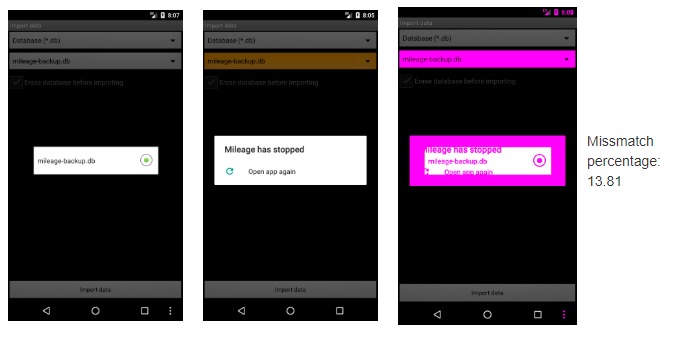 8:07
Import data
Database (*.db)
mileage-backup.db
Erase database before importing
mileage-backup.db
Import data
8:05
Import data
Database (*.db)
mileage-backup.db
Erase database before importing
Mileage has stopped
Open app again
Import data
Import data
Database (*.db)
mileage-backup.db
Erase database before importing
Mileage has stopped
mileage-backup.db
Open app again
Import data
Missmatch
percentage:
13.81